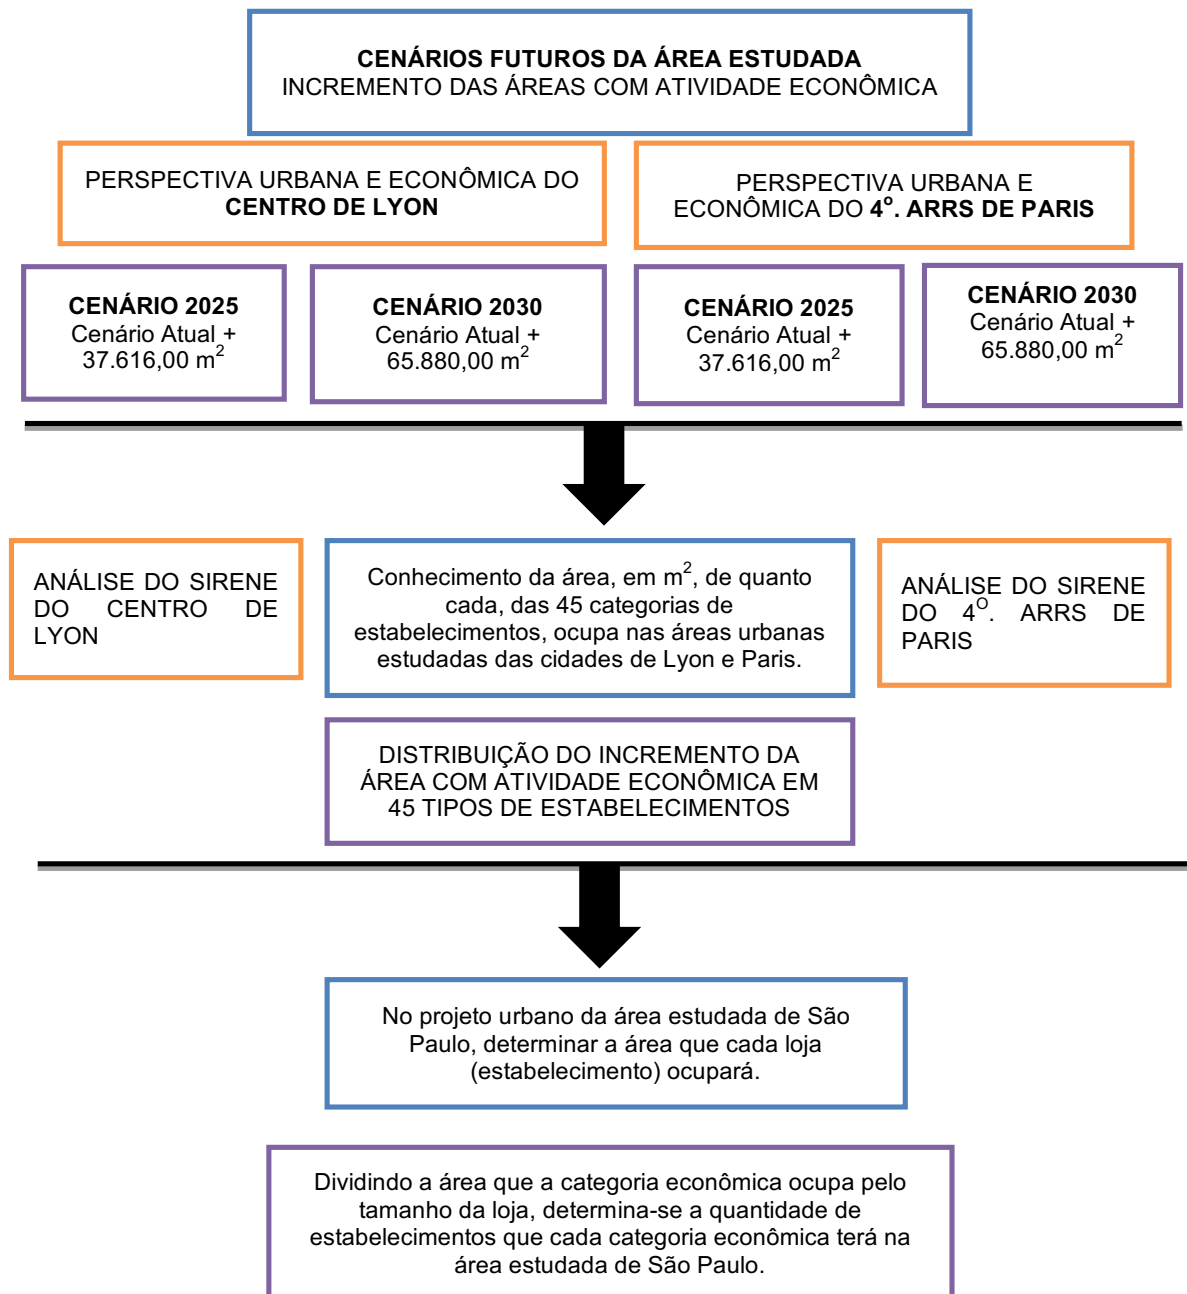 CENÁRIOS FUTUROS DA ÁREA ESTUDADA
INCREMENTO DAS ÁREAS COM ATIVIDADE ECONÔMICA
PERSPECTIVA URBANA E ECONÔMICA DO
CENTRO DE LYON
PERSPECTIVA URBANA E
ECONÔMICA DO 4º. ARRS DE PARIS
CENÁRIO 2025
Cenário Atual +
37.616,00 m²
CENÁRIO 2030
Cenário Atual +
65.880,00 m²
CENÁRIO 2025
Cenário Atual +
37.616,00 m²
CENÁRIO 2030
Cenário Atual +
65.880,00 m²
ANÁLISE DO SIRENE
DO CENTRO DE
LYON
Conhecimento da área, em m², de quanto
cada, das 45 categorias de
estabelecimentos, ocupa nas áreas urbanas
estudadas das cidades de Lyon e Paris.
ANÁLISE DO SIRENE
DO 4º. ARRS DE
PARIS
DISTRIBUIÇÃO DO INCREMENTO DA
ÁREA COM ATIVIDADE ECONÔMICA EM
45 TIPOS DE ESTABELECIMENTOS
No projeto urbano da área estudada de São
Paulo, determinar a área que cada loja
(estabelecimento) ocupará.
Dividindo a área que a categoria econômica ocupa pelo
tamanho da loja, determina-se a quantidade de
estabelecimentos que cada categoria econômica terá na
área estudada de São Paulo.